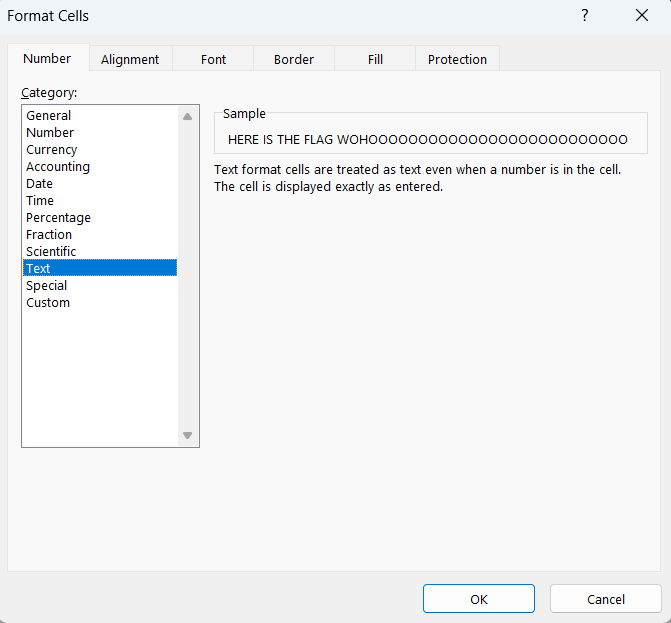 Format Cells
?
Number
Alignment
Font
Border
Fill
Protection
Category:
General
Number
Currency
Accounting
Date
Time
Percentage
Fraction
Scientific
Text
Special
Custom
Sample
HERE IS THE FLAG WOHOOOOOOOOOOOOOOOOOOOOOOOOOO
Text format cells are treated as text even when a number is in the cell.
The cell is displayed exactly as entered.
OK
Cancel